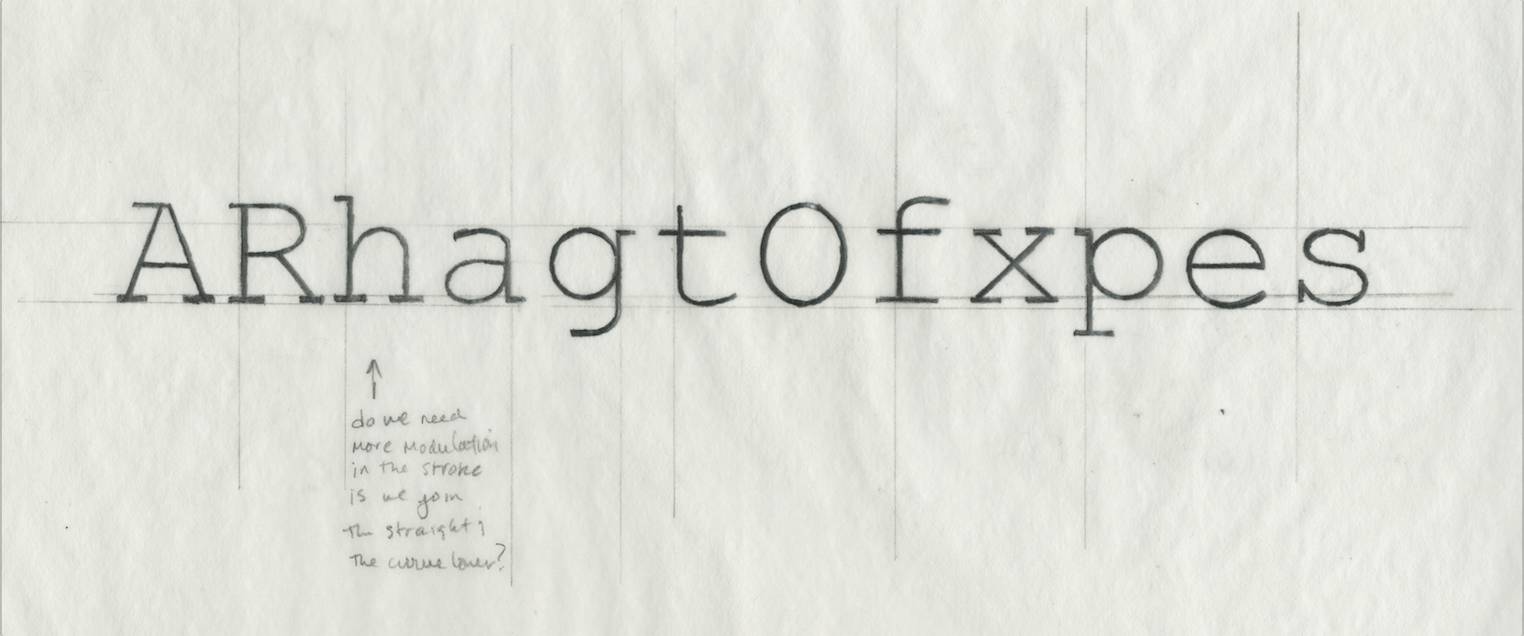 ARhagtOfxpes
do we need
more modulation
in the stroke
is we join
the straight &
the curve lower?